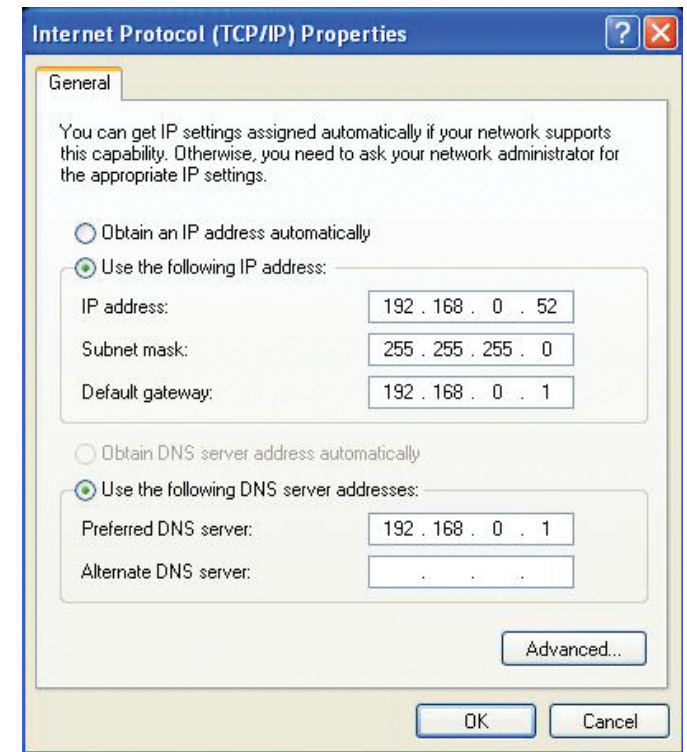 Internet Protocol (TCP/IP) Properties
General
You can get IP settings assigned automatically if your network supports
this capability. Otherwise, you need to ask your network administrator for
the appropriate IP settings.
Obtain an IP address automatically
Use the following IP address:
IP address: 192 . 168 . 0 . 52
Subnet mask: 255 . 255 . 255 . 0
Default gateway: 192 . 168 . 0 . 1
Obtain DNS server address automatically
Use the following DNS server addresses:
Preferred DNS server: 192 . 168 . 0 . 1
Alternate DNS server: . . .
Advanced...
OK Cancel